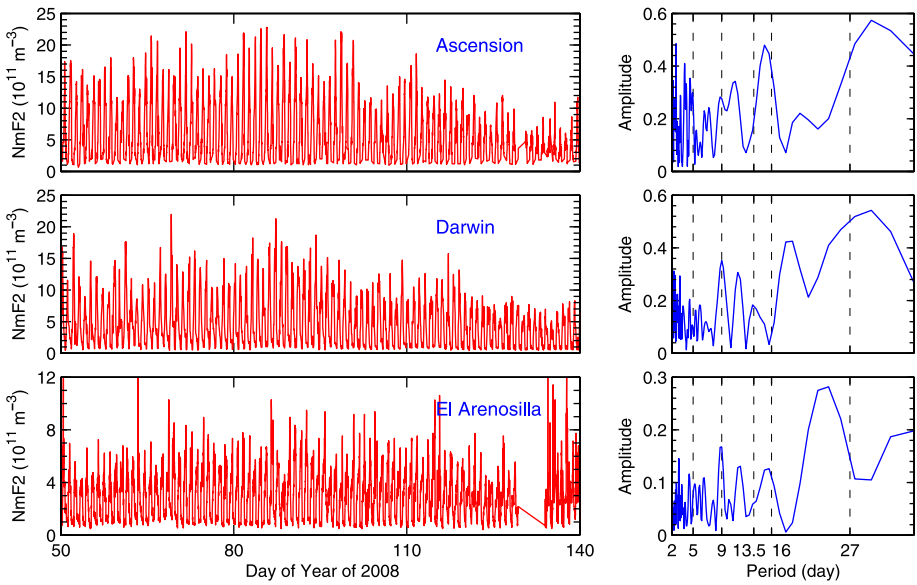 25
20
15
10
5
0
NmF2 (10^11 m^−3)
Ascension
0.6
0.4
0.2
0
Amplitude
25
20
15
10
5
0
NmF2 (10^11 m^−3)
Darwin
0.6
0.4
0.2
0
Amplitude
12
8
4
0
NmF2 (10^11 m^−3)
El Arenosilla
50 80 110 140
Day of Year of 2008
0.3
0.2
0.1
0
Amplitude
2 5 9 13.5 16 27
Period (day)